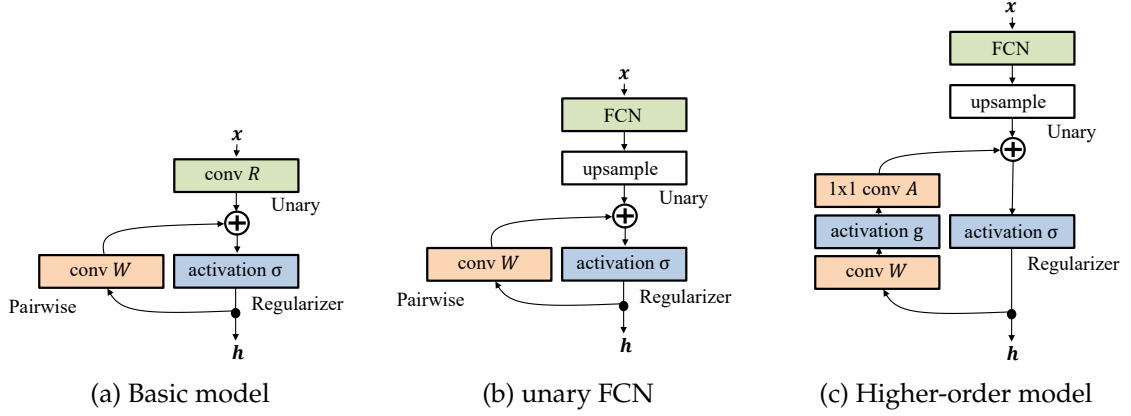 x
conv R
Unary
+
conv W
activation σ
Pairwise
Regularizer
h
(a) Basic model
x
FCN
upsample
Unary
+
conv W
activation σ
Pairwise
Regularizer
h
(b) unary FCN
x
FCN
upsample
Unary
+
1x1 conv A
activation g
activation σ
conv W
Regularizer
h
(c) Higher-order model